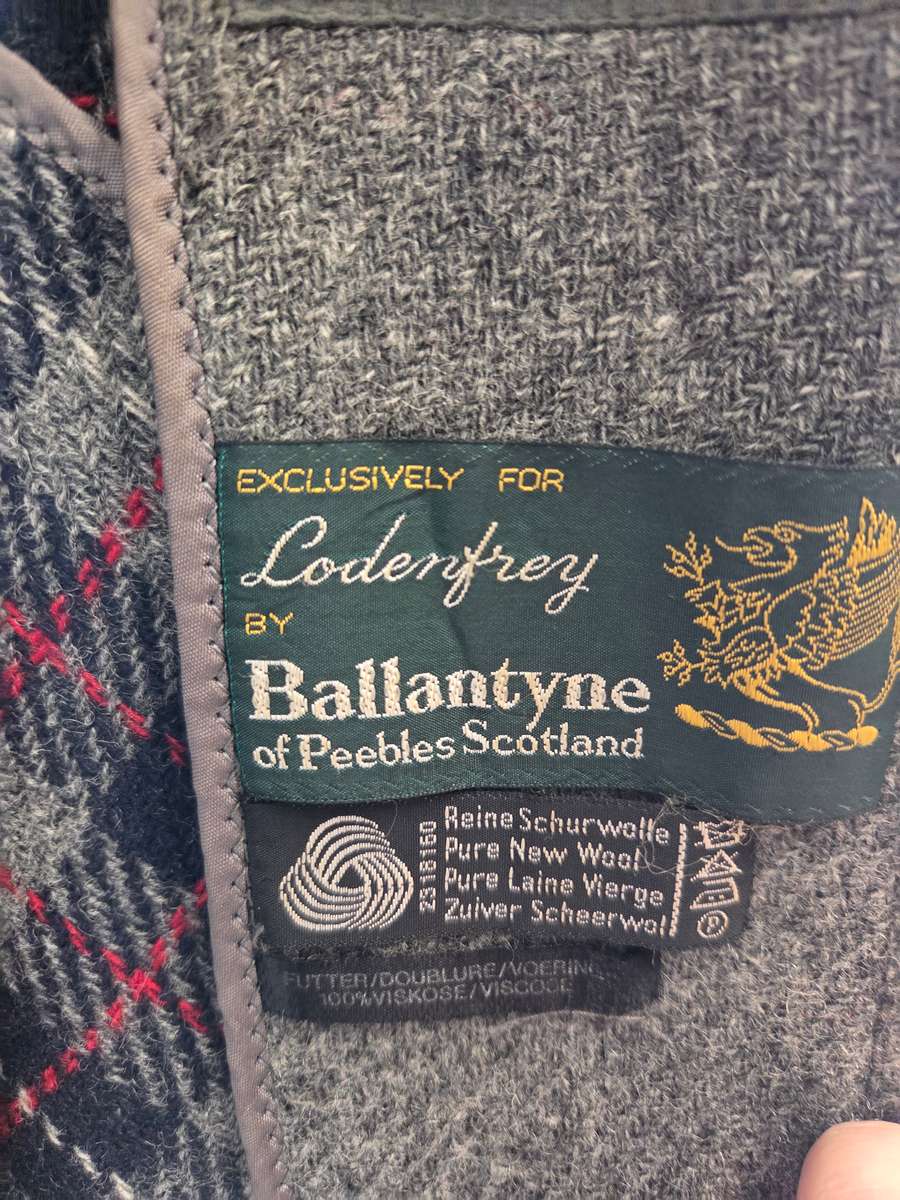 EXCLUSIVELY FOR
Lodenfrey
BY
Ballantyne
of Peebles Scotland
Reine Schurwolle
Pure New Wool
Pure Laine Vierge
Zuiver Scheerwol
P
FUTTER/DOUBLURE/VOERING
100%VISKOSE/VISCOSE